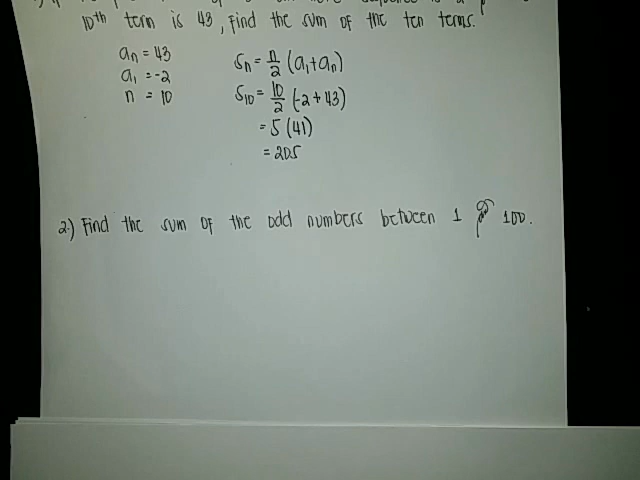 10th term is 43, Find the sum of the ten terms.
an = 43
a1 = -2
n = 10
Sn = n/2 (a1 + an)
S10 = 10/2 (-2 + 43)
= 5 (41)
= 205
2.) Find the sum of the odd numbers between 1 & 100.